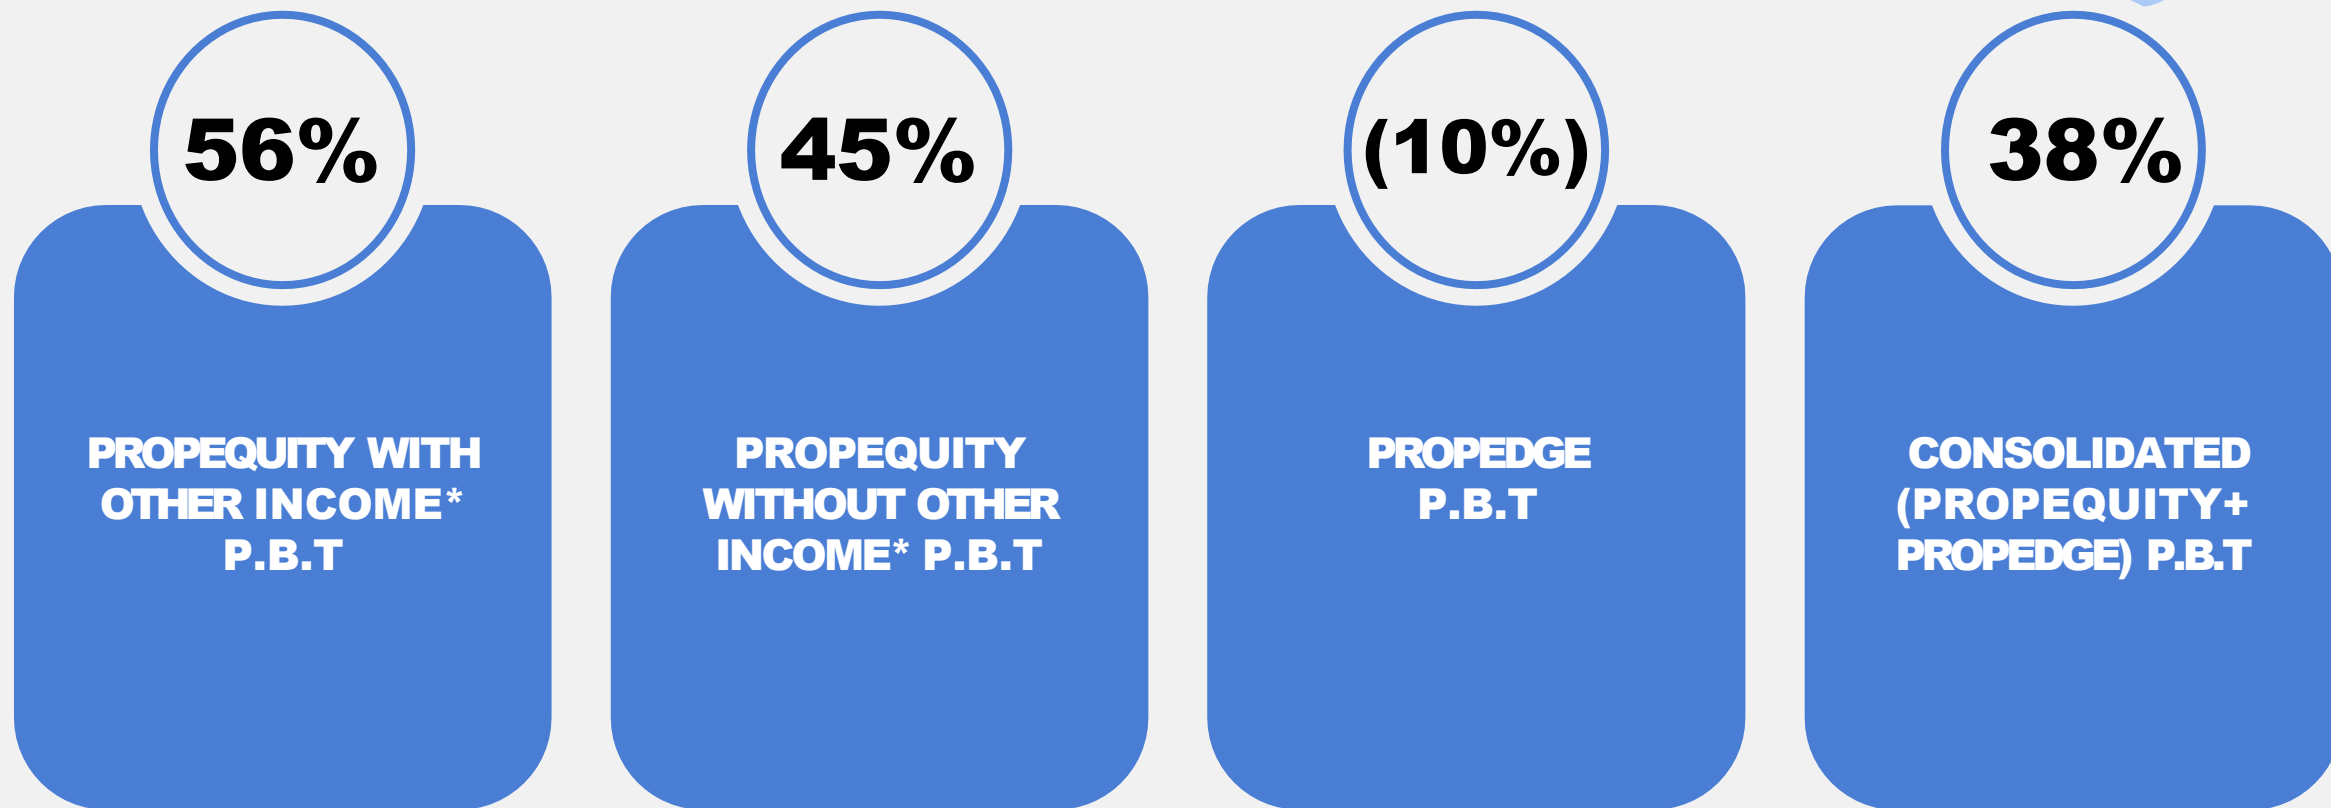 56%
PROPEQUITY WITH
OTHER INCOME*
P.B.T
45%
PROPEQUITY
WITHOUT OTHER
INCOME* P.B.T
(10%)
PROPEDGE
P.B.T
38%
CONSOLIDATED
(PROPEQUITY+
PROPEDGE) P.B.T